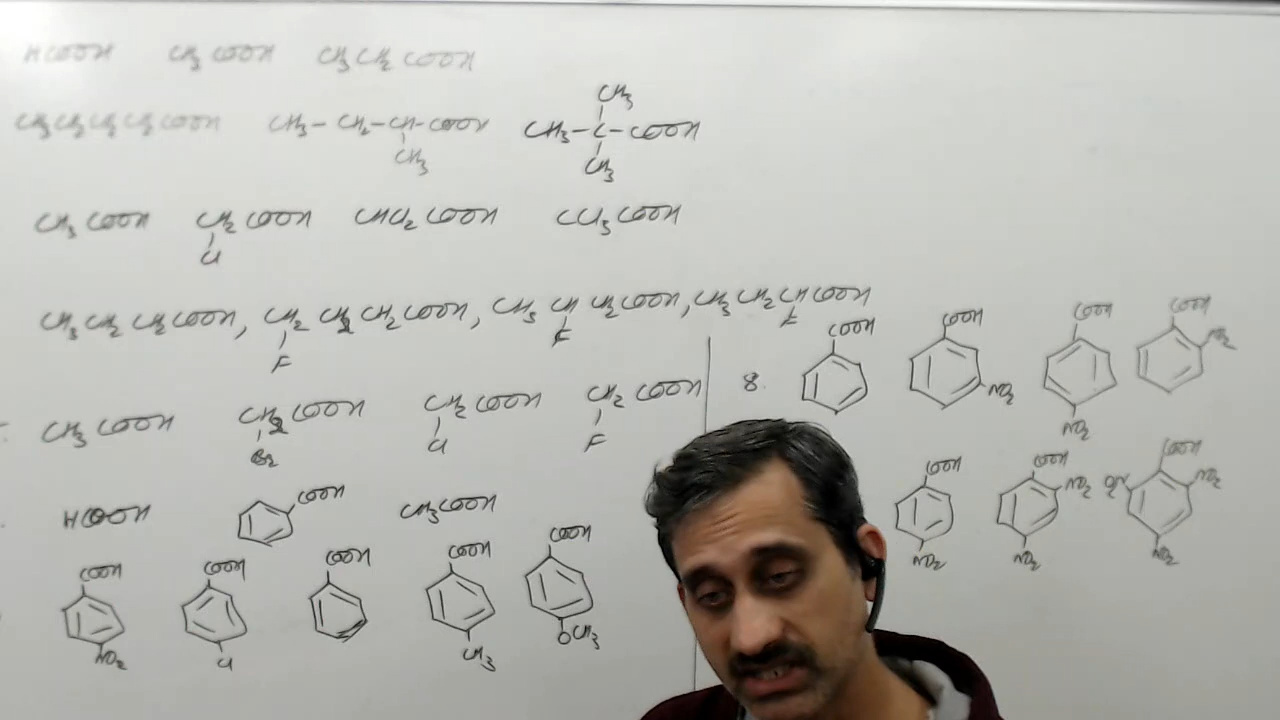 HCOOH CH3COOH CH3CH2COOH
CH3CH2CH2CH2COOH CH3-CH2-CH-COOH CH3-C-COOH
CH3 CH3 CH3
CH3COOH CH2COOH CHCl2COOH CCl3COOH
Cl
CH3CH2CH2COOH, CH2CH2CH2COOH, CH3CHCH2COOH, CH3CH2CHCOOH
F F F
CH3COOH CH2COOH CH2COOH CH2COOH
Br Cl F
HCOOH COOH CH3COOH
COOH COOH COOH COOH COOH
NO2 Cl CH3 OCH3
8. COOH COOH COOH COOH
NO2 NO2 NO2
COOH COOH COOH
NO2 NO2 NO2 O2N NO2 NO2